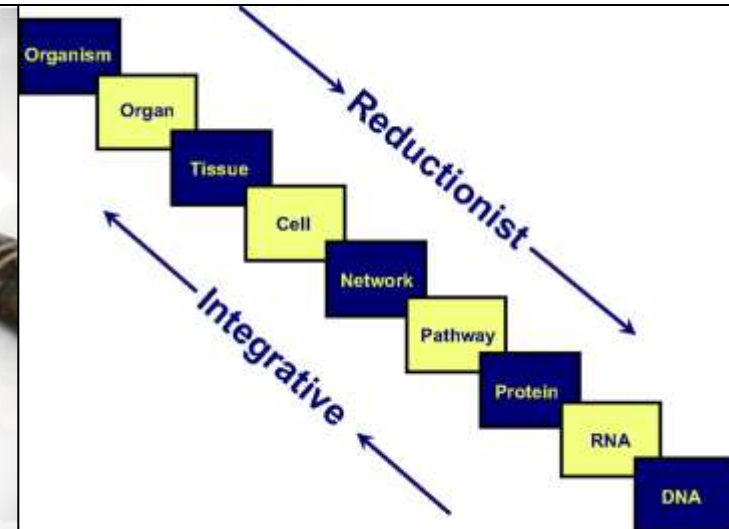 Organism
Organ
Tissue
Cell
Network
Pathway
Protein
RNA
DNA
Reductionist
Integrative